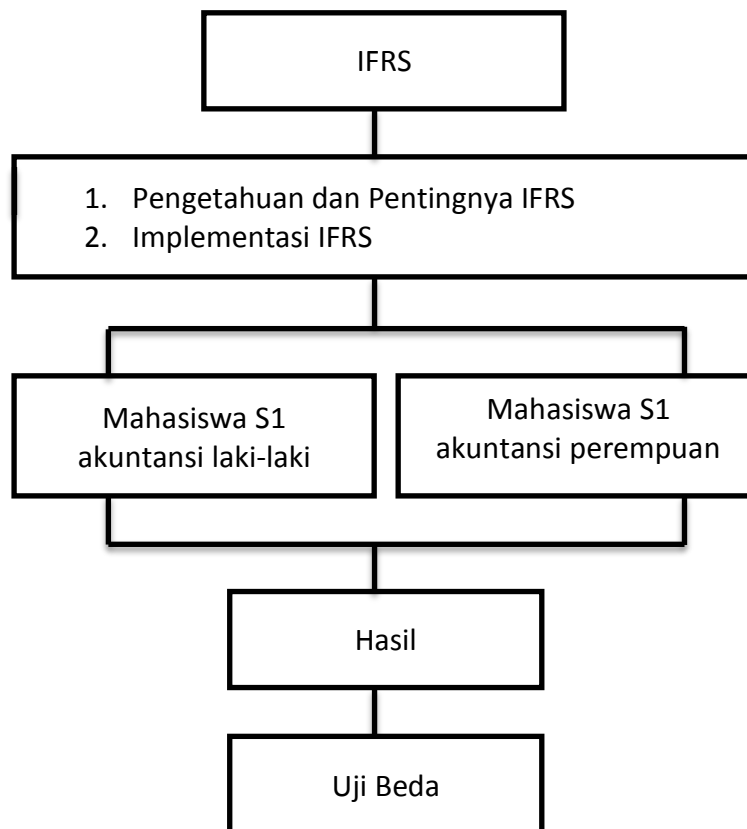 IFRS
1. Pengetahuan dan Pentingnya IFRS
2. Implementasi IFRS
Mahasiswa S1
akuntansi laki-laki
Mahasiswa S1
akuntansi perempuan
Hasil
Uji Beda